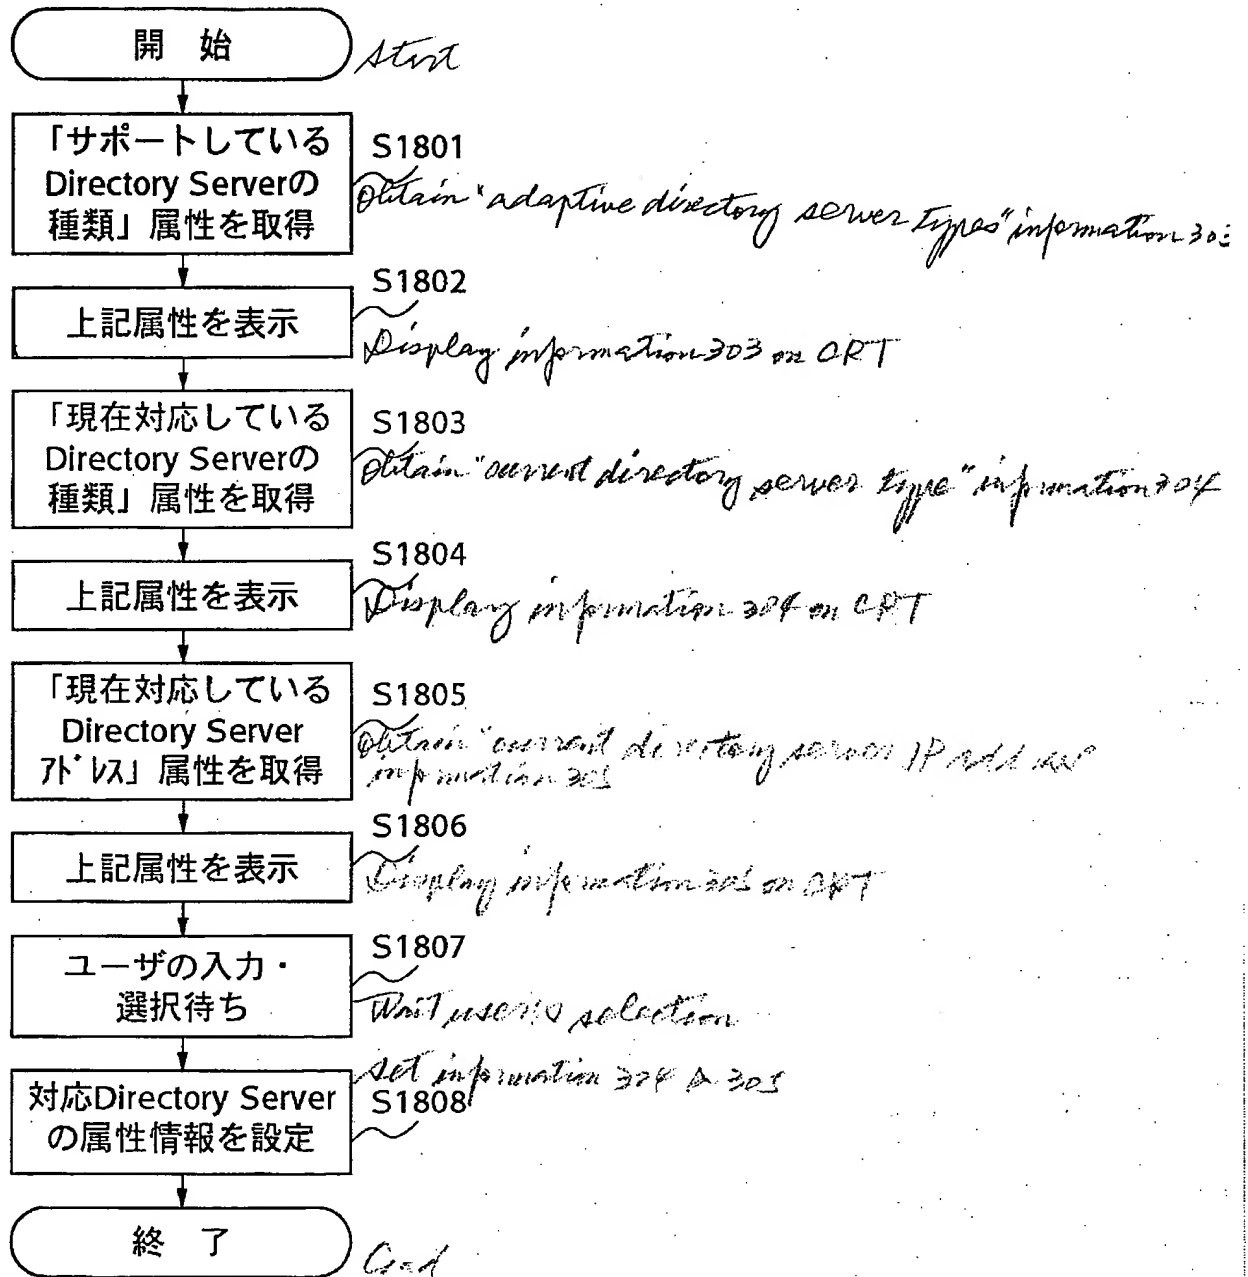 開 始
Start
「サポートしている
Directory Serverの
種類」属性を取得
S1801
Obtain "adaptive directory server types" information 303
上記属性を表示
S1802
Display information 303 on CRT
「現在対応している
Directory Serverの
種類」属性を取得
S1803
Obtain "current directory server type" information 304
上記属性を表示
S1804
Display information 304 on CRT
「現在対応している
Directory Server
ｱﾄﾞﾚｽ」属性を取得
S1805
Obtain "current directory server IP address
information 305
上記属性を表示
S1806
Display information 305 on CRT
ユーザの入力・
選択待ち
S1807
Wait user's selection
対応Directory Server
の属性情報を設定
Set information 304 & 305
S1808
終 了
End